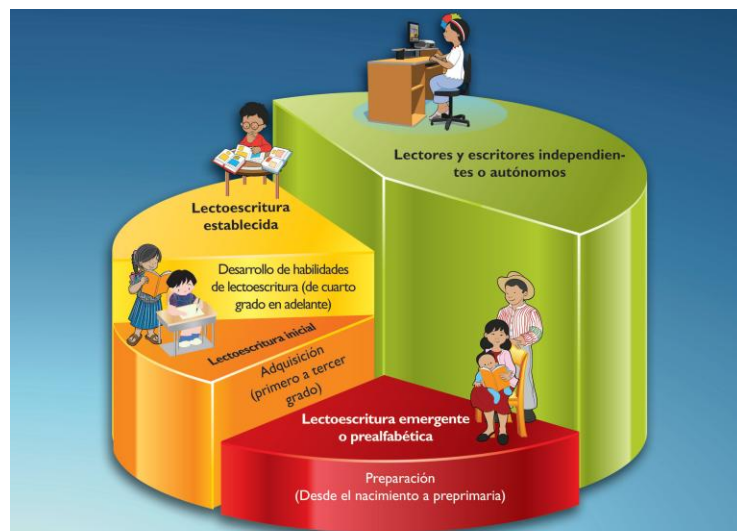 Lectores y escritores independien-
tes o autónomos
Lectoescritura
establecida
Desarrollo de habilidades
de lectoescritura (de cuarto
grado en adelante)
Lectoescritura inicial
Adquisición
(primero a tercer
grado)
Lectoescritura emergente
o prealfabética
Preparación
(Desde el nacimiento a preprimaria)